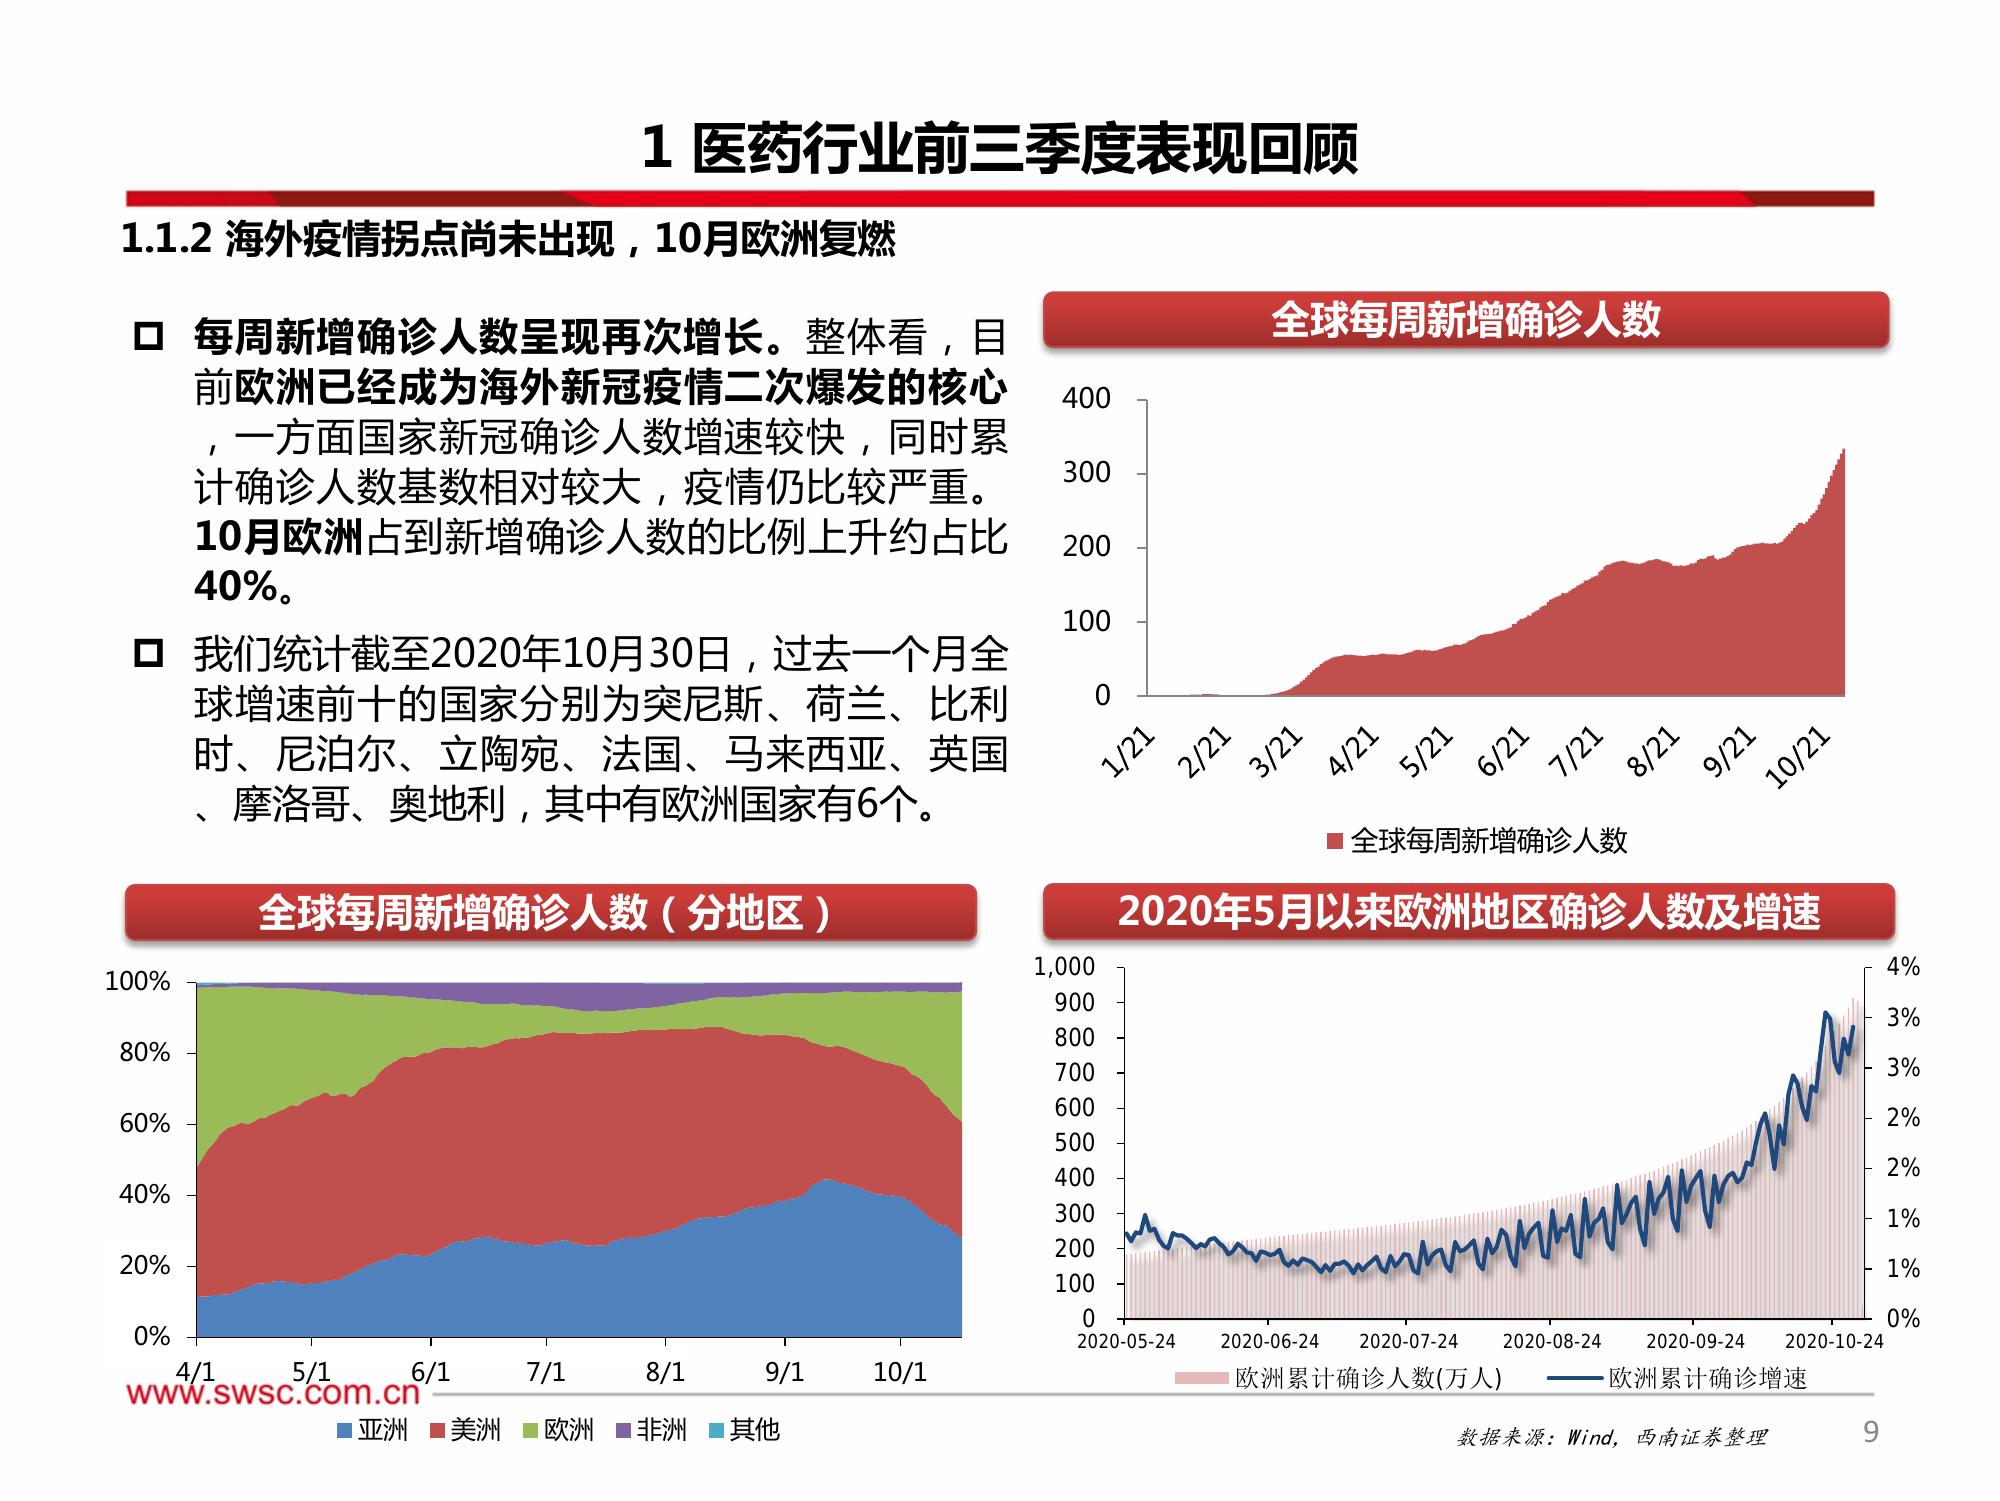 1 医药行业前三季度表现回顾
1.1.2 海外疫情拐点尚未出现，10月欧洲复燃
每周新增确诊人数呈现再次增长。整体看，目
前欧洲已经成为海外新冠疫情二次爆发的核心
，一方面国家新冠确诊人数增速较快，同时累
计确诊人数基数相对较大，疫情仍比较严重。
10月欧洲占到新增确诊人数的比例上升约占比
40%。
我们统计截至2020年10月30日，过去一个月全
球增速前十的国家分别为突尼斯、荷兰、比利
时、尼泊尔、立陶宛、法国、马来西亚、英国
、摩洛哥、奥地利，其中有欧洲国家有6个。
全球每周新增确诊人数
400
300
200
100
0
1/21 2/21 3/21 4/21 5/21 6/21 7/21 8/21 9/21 10/21
全球每周新增确诊人数
全球每周新增确诊人数（分地区）
100%
80%
60%
40%
20%
0%
4/1 5/1 6/1 7/1 8/1 9/1 10/1
亚洲 美洲 欧洲 非洲 其他
2020年5月以来欧洲地区确诊人数及增速
1,000
900
800
700
600
500
400
300
200
100
0
4%
3%
3%
2%
2%
1%
1%
0%
2020-05-24 2020-06-24 2020-07-24 2020-08-24 2020-09-24 2020-10-24
欧洲累计确诊人数(万人) 欧洲累计确诊增速
www.swsc.com.cn
数据来源：Wind，西南证券整理
9